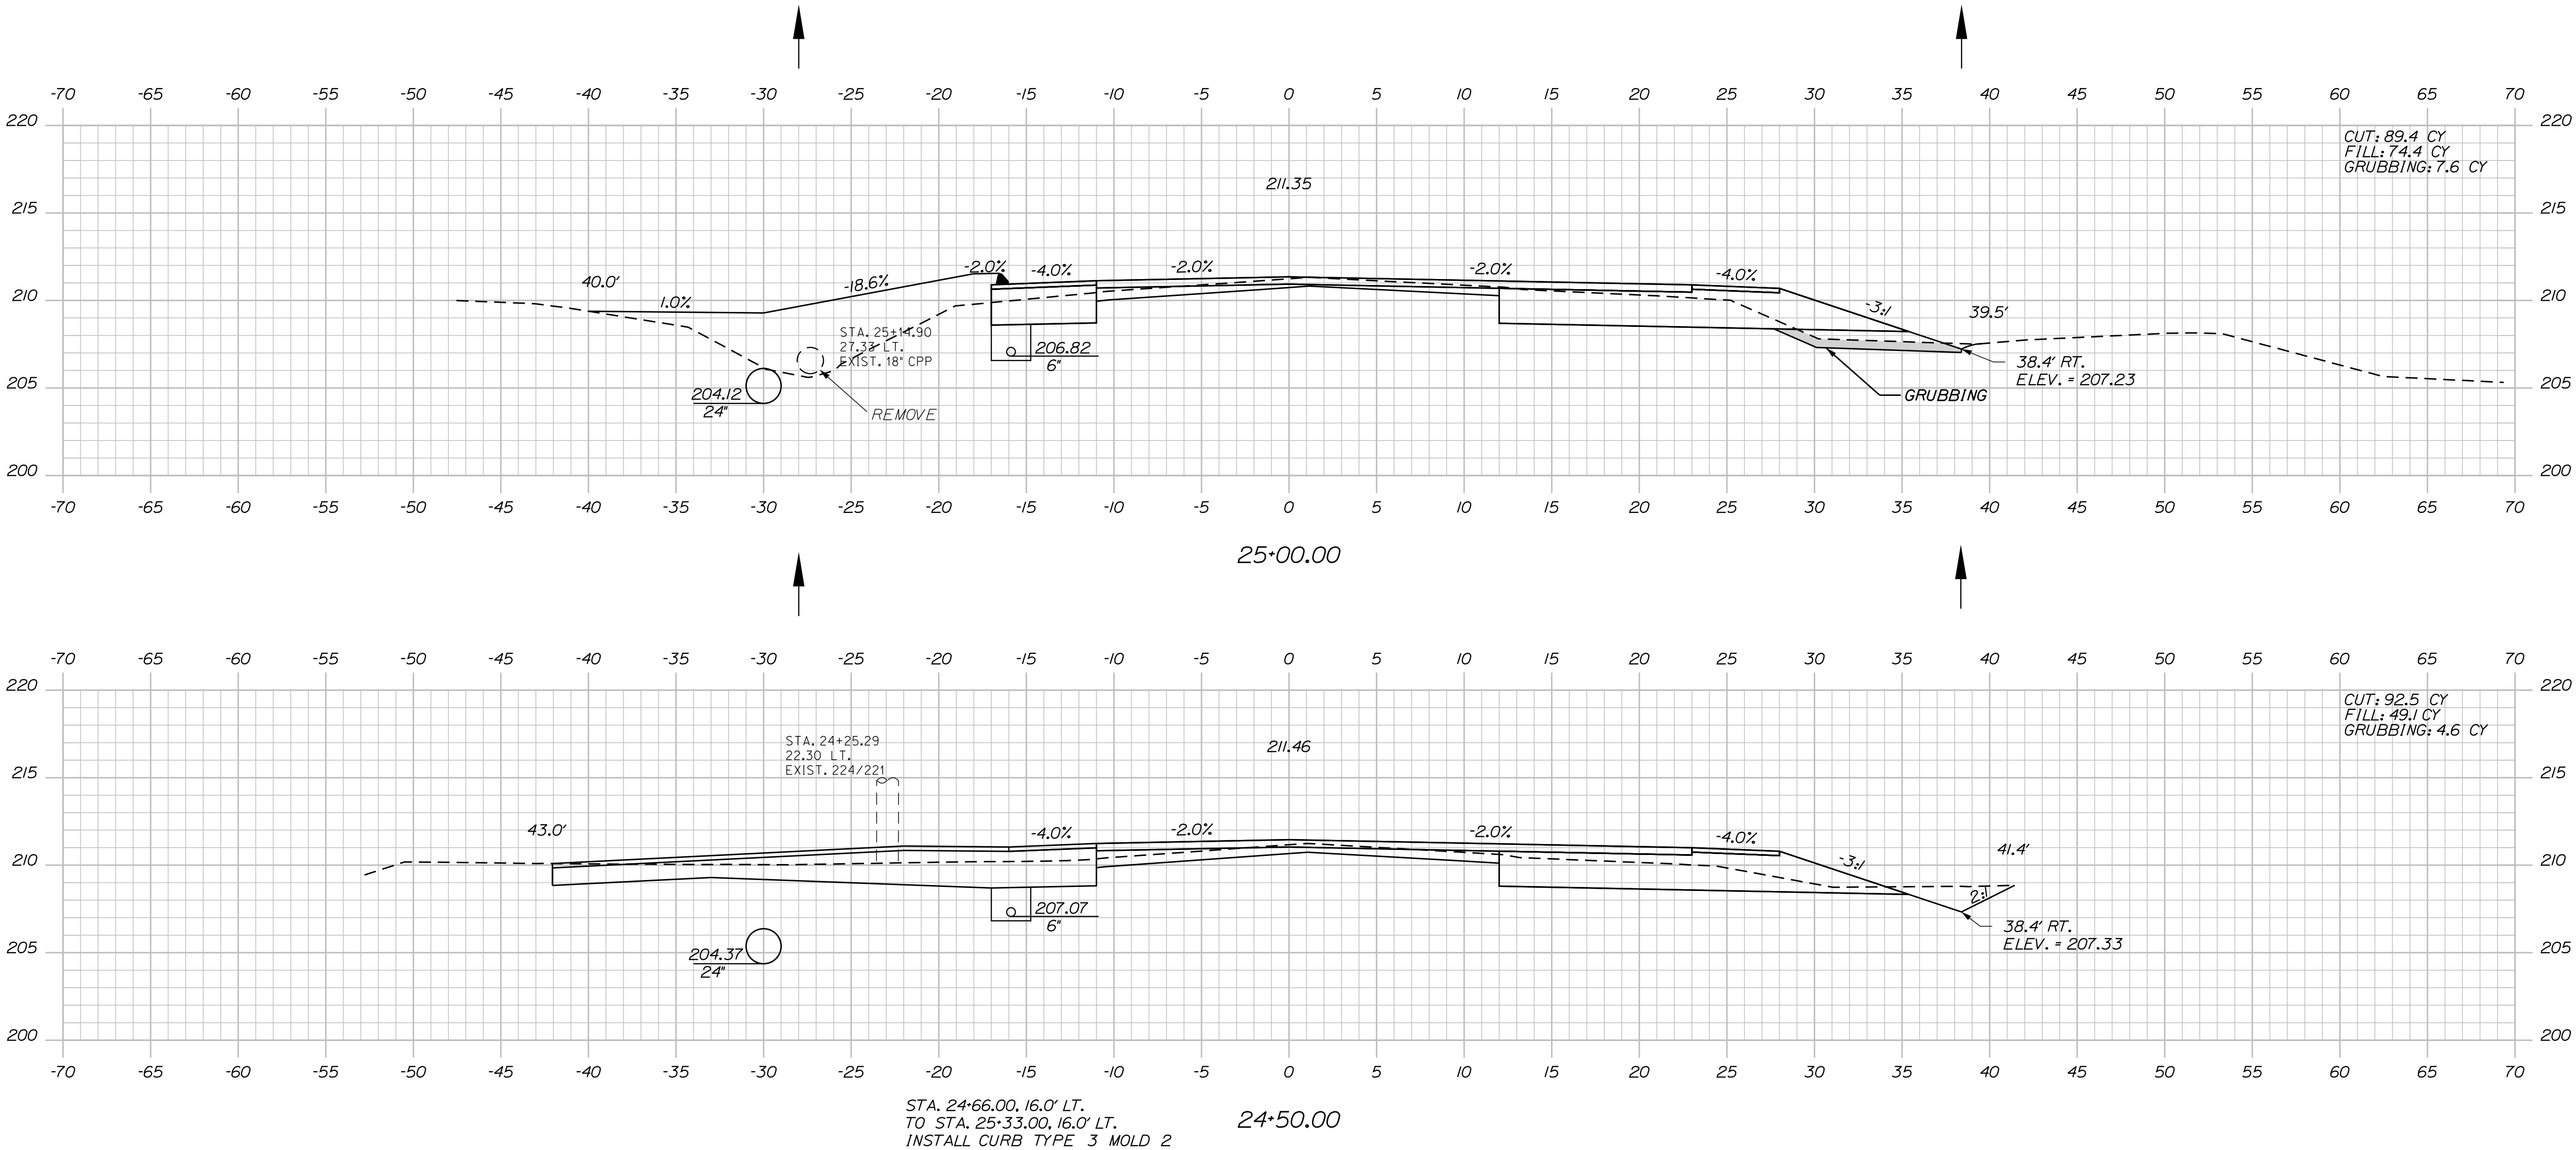 -70 -65 -60 -55 -50 -45 -40 -35 -30 -25 -20 -15 -10 -5 0 5 10 15 20 25 30 35 40 45 50 55 60 65 70
220 220
CUT: 89.4 CY
FILL: 74.4 CY
GRUBBING: 7.6 CY
211.35
215 215
-2.0% -4.0% -2.0% -2.0% -4.0%
40.0' -18.6%
1.0%
210 210
-3:1 39.5'
STA. 25+14.90
27.33 LT.
EXIST. 18" CPP
206.82
6"
38.4' RT.
ELEV. = 207.23
205 205
204.12
24"
GRUBBING
REMOVE
200 200
-70 -65 -60 -55 -50 -45 -40 -35 -30 -25 -20 -15 -10 -5 0 5 10 15 20 25 30 35 40 45 50 55 60 65 70
25+00.00
-70 -65 -60 -55 -50 -45 -40 -35 -30 -25 -20 -15 -10 -5 0 5 10 15 20 25 30 35 40 45 50 55 60 65 70
220 220
CUT: 92.5 CY
FILL: 49.1 CY
GRUBBING: 4.6 CY
STA. 24+25.29
22.30 LT.
EXIST. 224/221
211.46
215 215
43.0' -4.0% -2.0% -2.0% -4.0%
41.4'
210 210
-3:1
2:1
207.07
6"
38.4' RT.
ELEV. = 207.33
205 205
204.37
24"
200 200
-70 -65 -60 -55 -50 -45 -40 -35 -30 -25 -20 -15 -10 -5 0 5 10 15 20 25 30 35 40 45 50 55 60 65 70
STA. 24+66.00, 16.0' LT.
TO STA. 25+33.00, 16.0' LT.
INSTALL CURB TYPE 3 MOLD 2
24+50.00